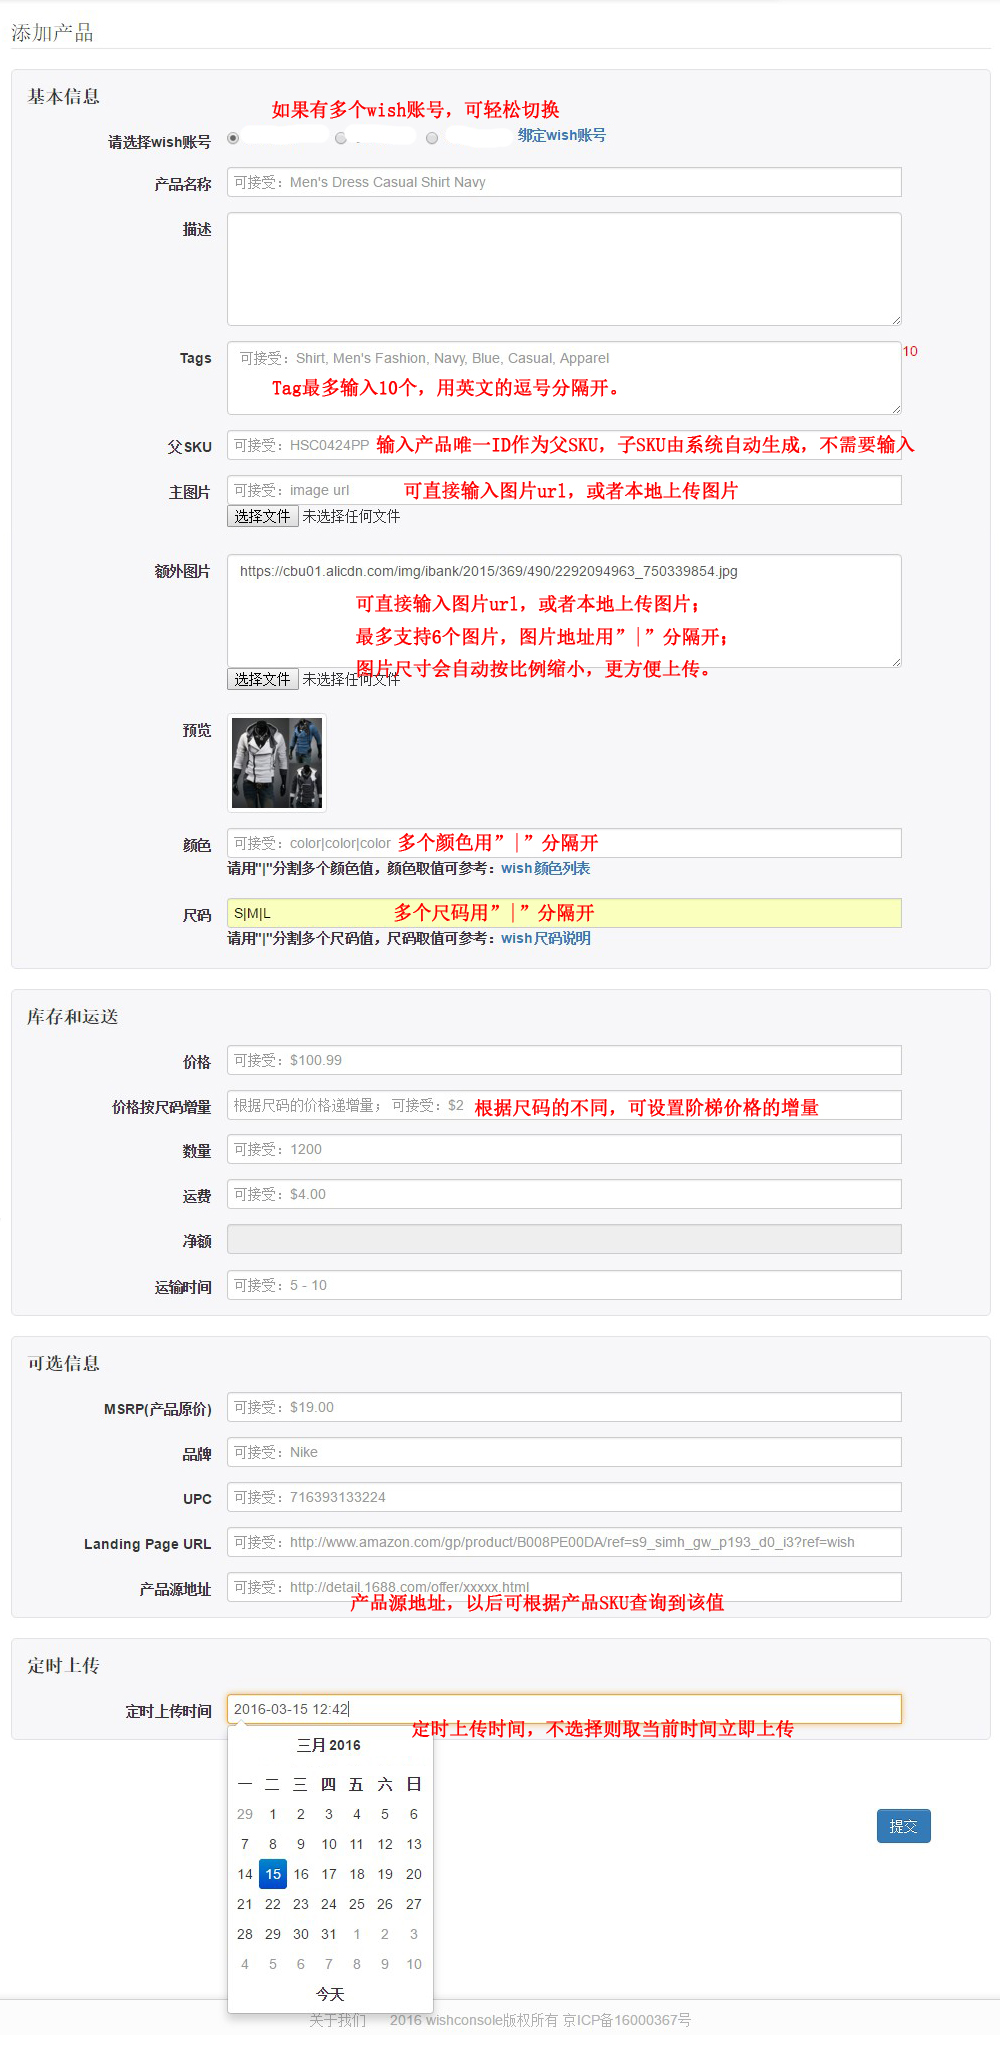 添加产品
基本信息
如果有多个wish账号，可轻松切换
请选择wish账号 绑定wish账号
产品名称 可接受：Men's Dress Casual Shirt Navy
描述
Tags 可接受：Shirt, Men's Fashion, Navy, Blue, Casual, Apparel 10
Tag最多输入10个，用英文的逗号分隔开。
父SKU 可接受：HSC0424PP 输入产品唯一ID作为父SKU，子SKU由系统自动生成，不需要输入
主图片 可接受：image url 可直接输入图片url，或者本地上传图片
选择文件 未选择任何文件
额外图片 https://cbu01.alicdn.com/img/ibank/2015/369/490/2292094963_750339854.jpg
可直接输入图片url，或者本地上传图片；
最多支持6个图片，图片地址用”|”分隔开；
图片尺寸会自动按比例缩小，更方便上传。
选择文件 未选择任何文件
预览
颜色 可接受：color|color|color 多个颜色用”|”分隔开
请用"|"分割多个颜色值，颜色取值可参考：wish颜色列表
尺码 S|M|L 多个尺码用”|”分隔开
请用"|"分割多个尺码值，尺码取值可参考：wish尺码说明
库存和运送
价格 可接受：$100.99
价格按尺码增量 根据尺码的价格递增量； 可接受：$2 根据尺码的不同，可设置阶梯价格的增量
数量 可接受：1200
运费 可接受：$4.00
净额
运输时间 可接受：5 - 10
可选信息
MSRP(产品原价) 可接受：$19.00
品牌 可接受：Nike
UPC 可接受：716393133224
Landing Page URL 可接受：http://www.amazon.com/gp/product/B008PE00DA/ref=s9_simh_gw_p193_d0_i3?ref=wish
产品源地址 可接受：http://detail.1688.com/offer/xxxxx.html
产品源地址，以后可根据产品SKU查询到该值
定时上传
定时上传时间 2016-03-15 12:42
定时上传时间，不选择则取当前时间立即上传
三月 2016
一 二 三 四 五 六 日
29 1 2 3 4 5 6
7 8 9 10 11 12 13
14 15 16 17 18 19 20
21 22 23 24 25 26 27
28 29 30 31 1 2 3
4 5 6 7 8 9 10
今天
提交
关于我们 2016 wishconsole版权所有 京ICP备16000367号